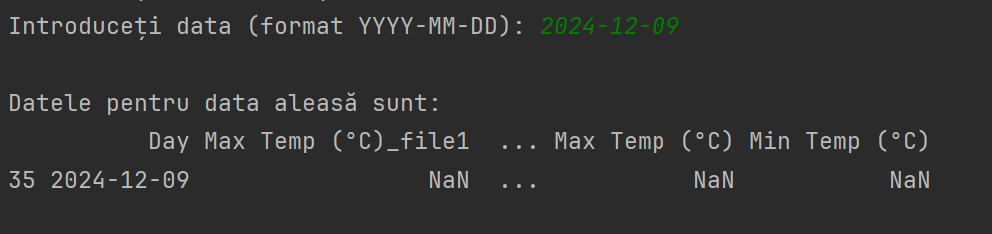 Introduceți data (format YYYY-MM-DD): 2024-12-09
Datele pentru data aleasă sunt:
Day Max Temp (°C)_file1 ... Max Temp (°C) Min Temp (°C)
35 2024-12-09 NaN ... NaN NaN